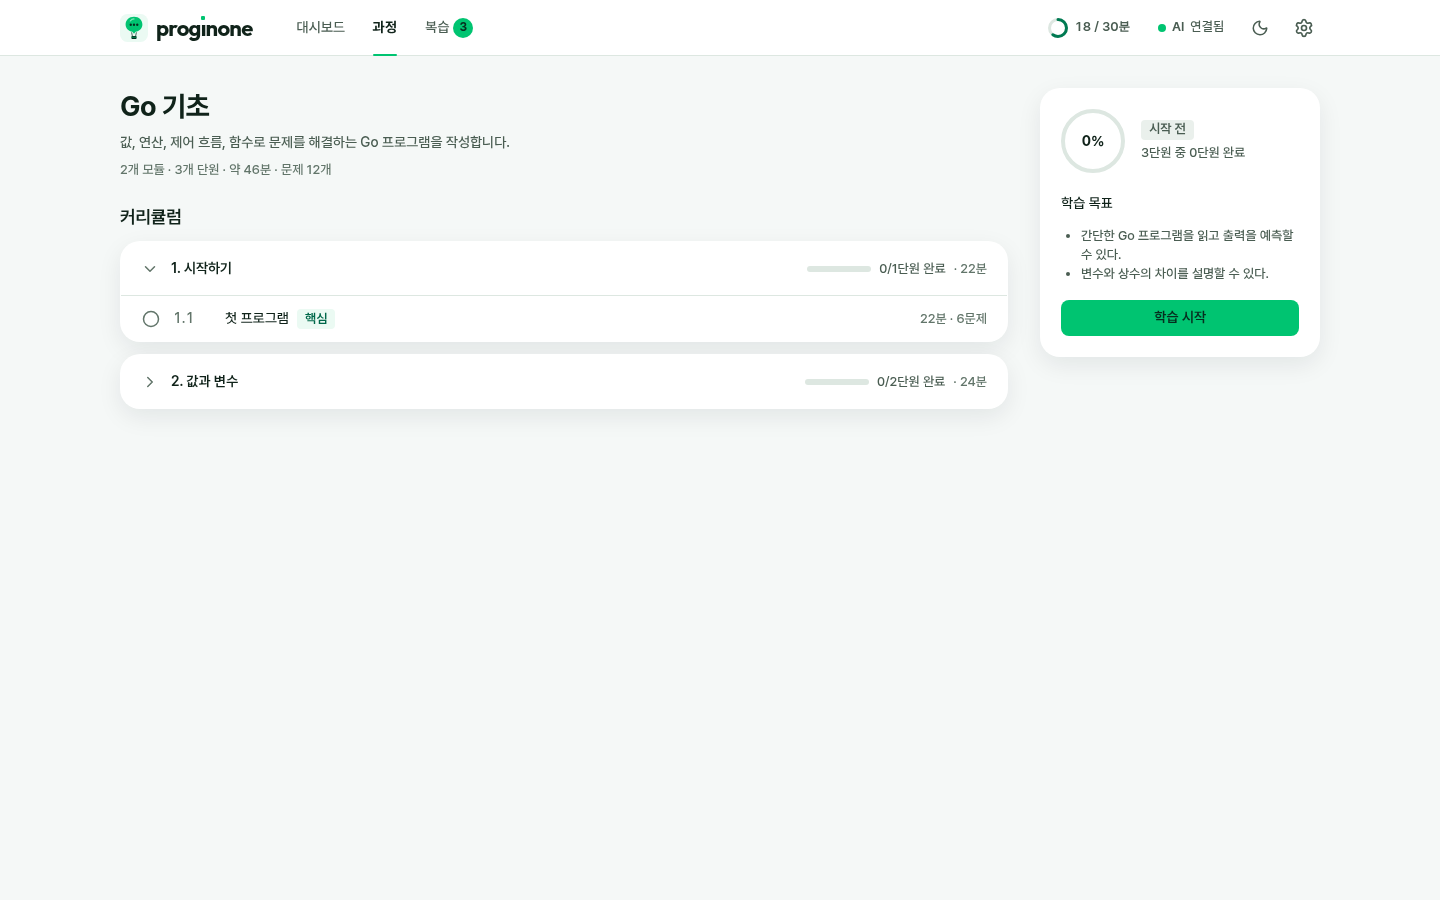 proginone
대시보드
과정
복습 3
18 / 30분
AI 연결됨
Go 기초
값, 연산, 제어 흐름, 함수로 문제를 해결하는 Go 프로그램을 작성합니다.
2개 모듈 · 3개 단원 · 약 46분 · 문제 12개
커리큘럼
1. 시작하기
0/1단원 완료 · 22분
1.1 첫 프로그램 핵심
22분 · 6문제
2. 값과 변수
0/2단원 완료 · 24분
0%
시작 전
3단원 중 0단원 완료
학습 목표
• 간단한 Go 프로그램을 읽고 출력을 예측할
수 있다.
• 변수와 상수의 차이를 설명할 수 있다.
학습 시작